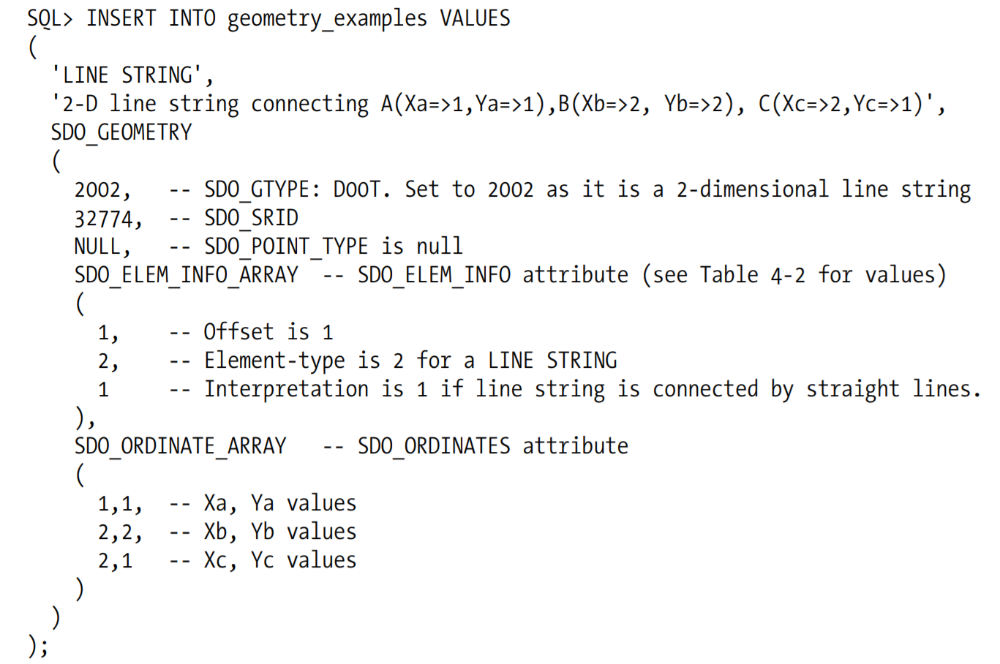 SQL> INSERT INTO geometry_examples VALUES
(
'LINE STRING',
'2-D line string connecting A(Xa=>1,Ya=>1),B(Xb=>2, Yb=>2), C(Xc=>2,Yc=>1)',
SDO_GEOMETRY
(
2002, -- SDO_GTYPE: D00T. Set to 2002 as it is a 2-dimensional line string
32774, -- SDO_SRID
NULL, -- SDO_POINT_TYPE is null
SDO_ELEM_INFO_ARRAY -- SDO_ELEM_INFO attribute (see Table 4-2 for values)
(
1, -- Offset is 1
2, -- Element-type is 2 for a LINE STRING
1 -- Interpretation is 1 if line string is connected by straight lines.
),
SDO_ORDINATE_ARRAY -- SDO_ORDINATES attribute
(
1,1, -- Xa, Ya values
2,2, -- Xb, Yb values
2,1 -- Xc, Yc values
)
)
);